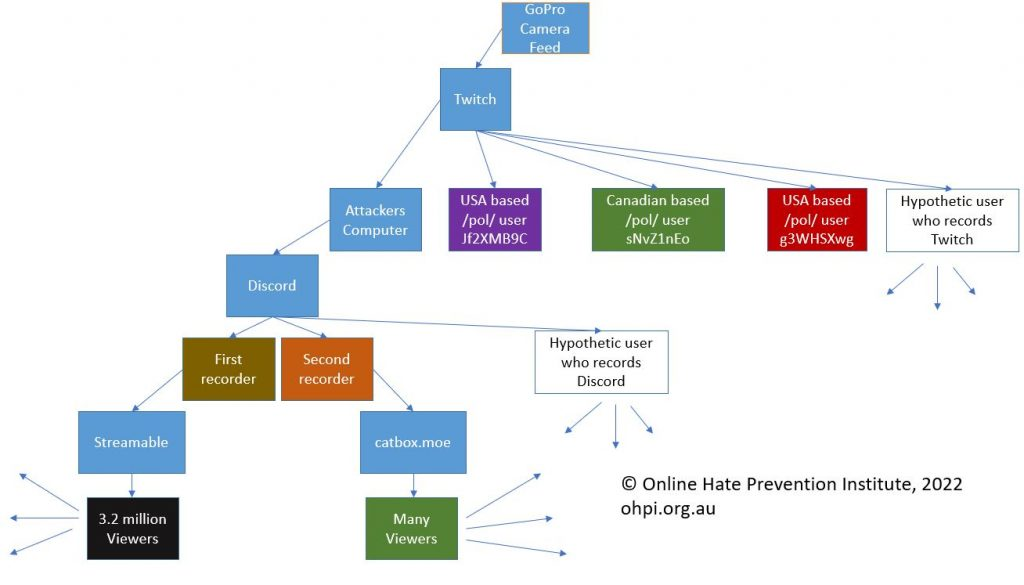 GoPro
Camera
Feed
Twitch
Attackers
Computer
USA based
/pol/ user
Jf2XMB9C
Canadian based
/pol/ user
sNvZ1nEo
USA based
/pol/ user
g3WHSXwg
Hypothetic user
who records
Twitch
Discord
First
recorder
Second
recorder
Hypothetic user
who records
Discord
Streamable
catbox.moe
3.2 million
Viewers
Many
Viewers
© Online Hate Prevention Institute, 2022
ohpi.org.au